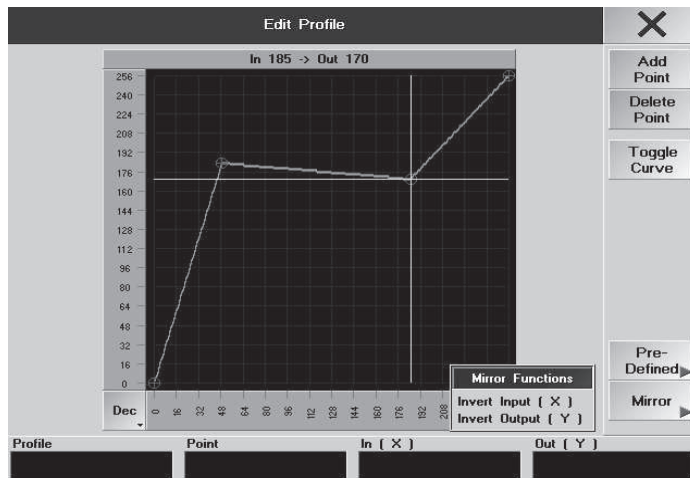 Edit Profile
In 185 -> Out 170
Add
Point
Delete
Point
Toggle
Curve
256
240
224
208
192
176
160
144
128
112
96
80
64
48
32
16
0
Pre-
Defined
Mirror
Mirror Functions
Invert Input ( X )
Invert Output ( Y )
Dec
0 16 32 48 64 80 96 112 128 144 160 176 192 208
Profile Point In ( X ) Out ( Y )